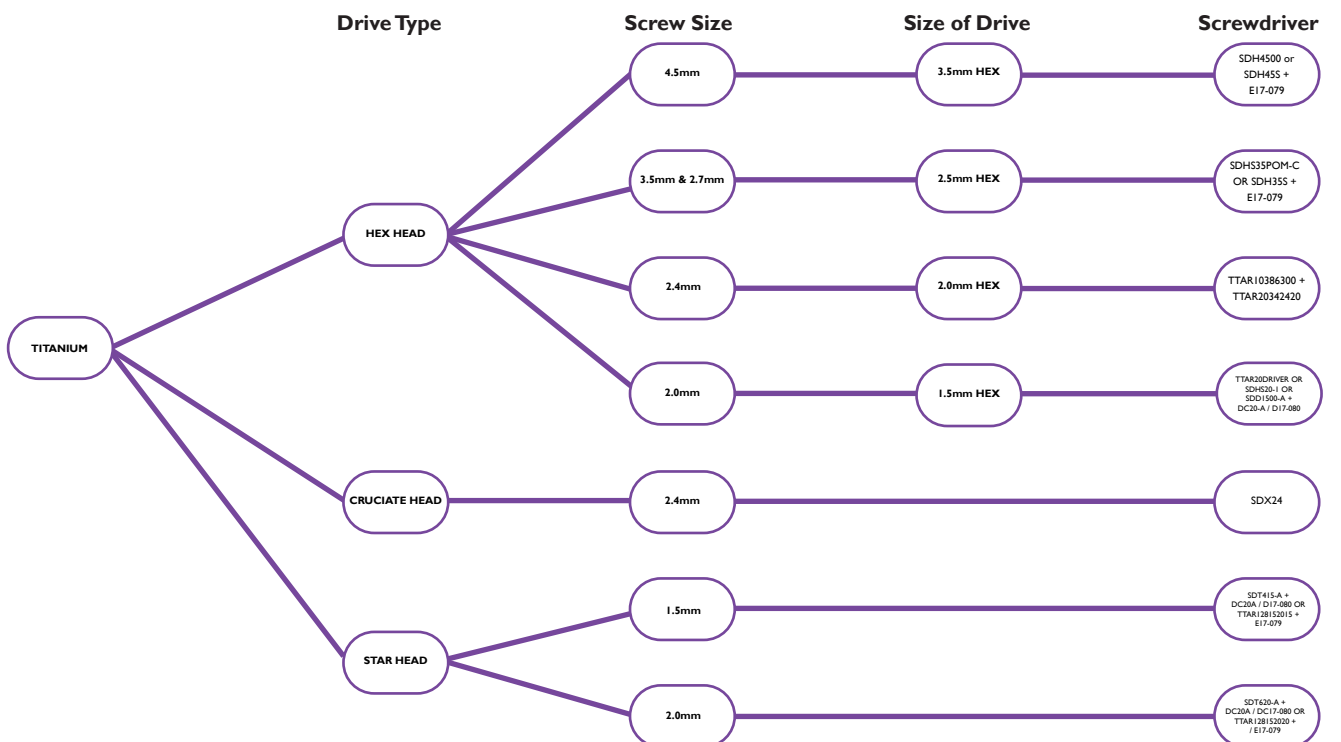 Drive Type Screw Size Size of Drive Screwdriver
4.5mm
3.5mm HEX
SDH4500 or
SDH45S +
E17-079
3.5mm & 2.7mm
2.5mm HEX
SDHS35POM-C
OR SDH35S +
E17-079
HEX HEAD
2.4mm
2.0mm HEX
TTAR10386300 +
TTAR20342420
TITANIUM
2.0mm
1.5mm HEX
TTAR20DRIVER OR
SDHS20-1 OR
SDD1500-A +
DC20-A / D17-080
CRUCIATE HEAD
2.4mm
SDX24
1.5mm
SDT415-A +
DC20A / D17-080 OR
TTAR128152015 +
E17-079
STAR HEAD
2.0mm
SDT620-A +
DC20A / DC17-080 OR
TTAR128152020 +
/ E17-079